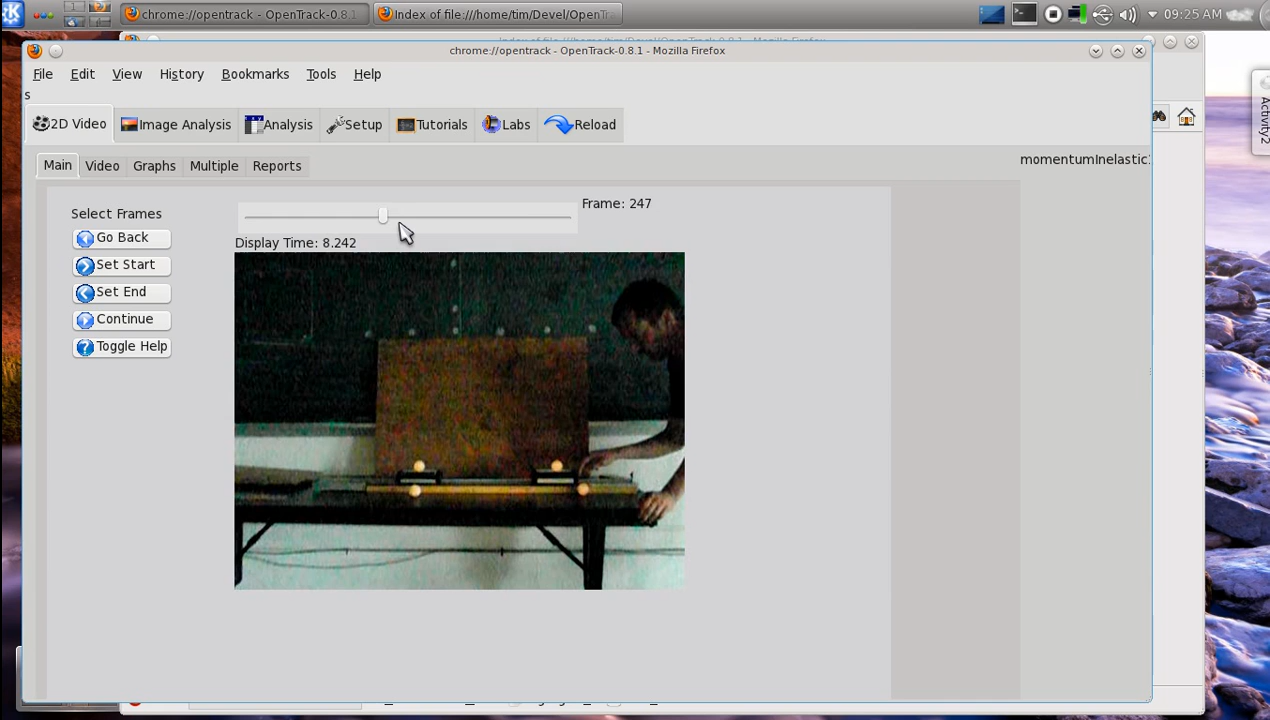 chrome://opentrack - OpenTrack-0.8.1
Index of file:///home/tim/Devel/OpenTra
09:25 AM
chrome://opentrack - OpenTrack-0.8.1 - Mozilla Firefox
File Edit View History Bookmarks Tools Help
s
2D Video Image Analysis Analysis Setup Tutorials Labs Reload
Main Video Graphs Multiple Reports
momentumInelastic
Activity2
Select Frames
Frame: 247
Go Back
Display Time: 8.242
Set Start
Set End
Continue
Toggle Help